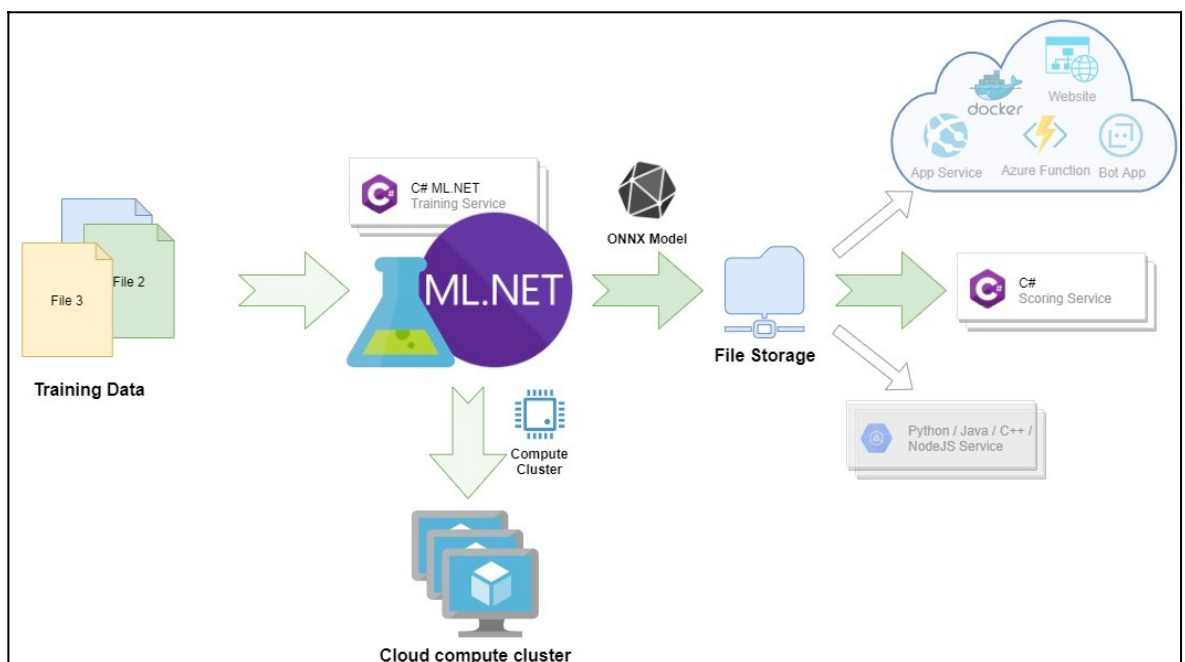 Website
docker
App Service
Azure Function
Bot App
C# ML.NET
Training Service
ONNX Model
File 2
File 3
ML.NET
C#
C#
Scoring Service
File Storage
Training Data
Python / Java / C++ /
NodeJS Service
Compute
Cluster
Cloud compute cluster